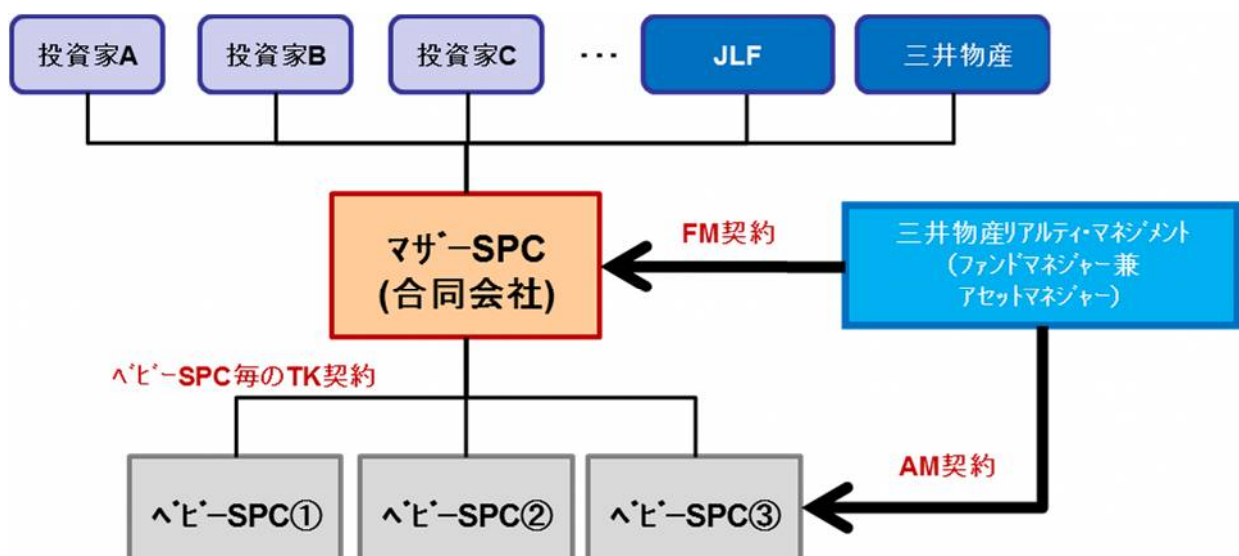 投資家A
投資家B
投資家C
・・・
JLF
三井物産
マザーSPC
(合同会社)
FM契約
三井物産リアルティ・マネジメント
(ファンドマネジャー兼
アセットマネジャー)
ベビーSPC毎のTK契約
AM契約
ベビーSPC①
ベビーSPC②
ベビーSPC③